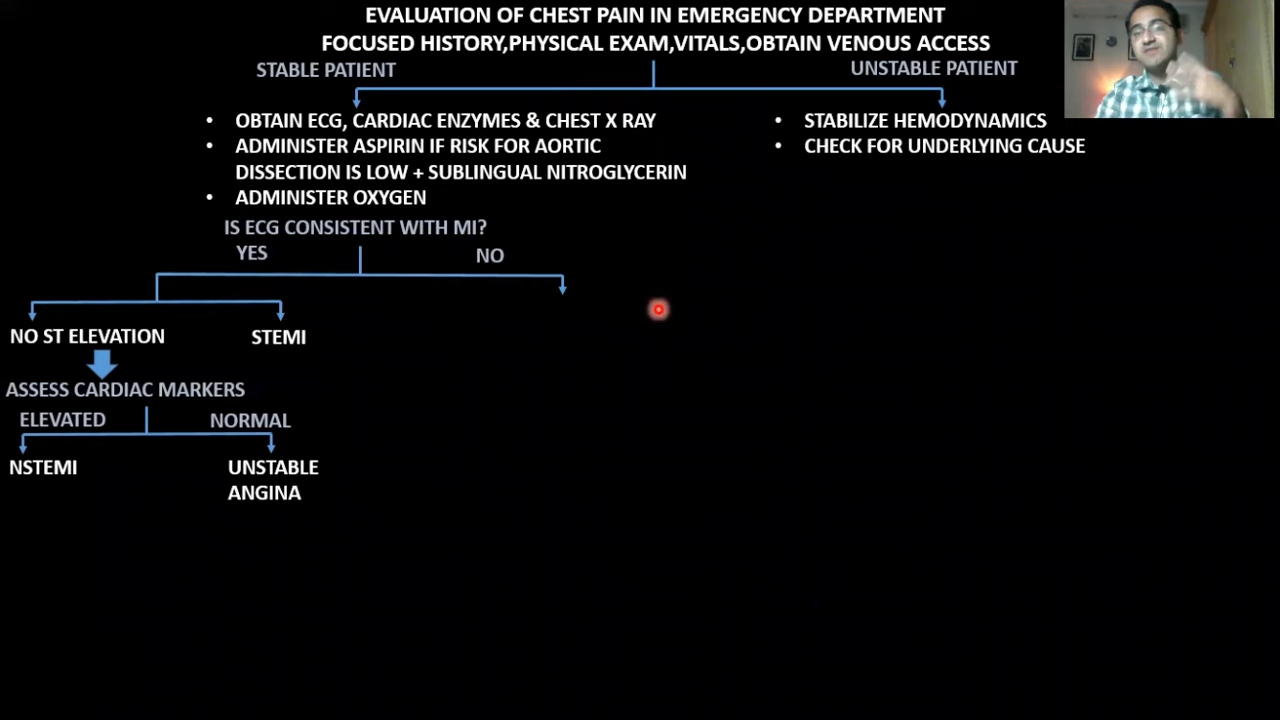 EVALUATION OF CHEST PAIN IN EMERGENCY DEPARTMENT
FOCUSED HISTORY,PHYSICAL EXAM,VITALS,OBTAIN VENOUS ACCESS
STABLE PATIENT
UNSTABLE PATIENT
• OBTAIN ECG, CARDIAC ENZYMES & CHEST X RAY
• ADMINISTER ASPIRIN IF RISK FOR AORTIC
DISSECTION IS LOW + SUBLINGUAL NITROGLYCERIN
• ADMINISTER OXYGEN
• STABILIZE HEMODYNAMICS
• CHECK FOR UNDERLYING CAUSE
IS ECG CONSISTENT WITH MI?
YES
NO
NO ST ELEVATION
STEMI
ASSESS CARDIAC MARKERS
ELEVATED
NORMAL
NSTEMI
UNSTABLE
ANGINA